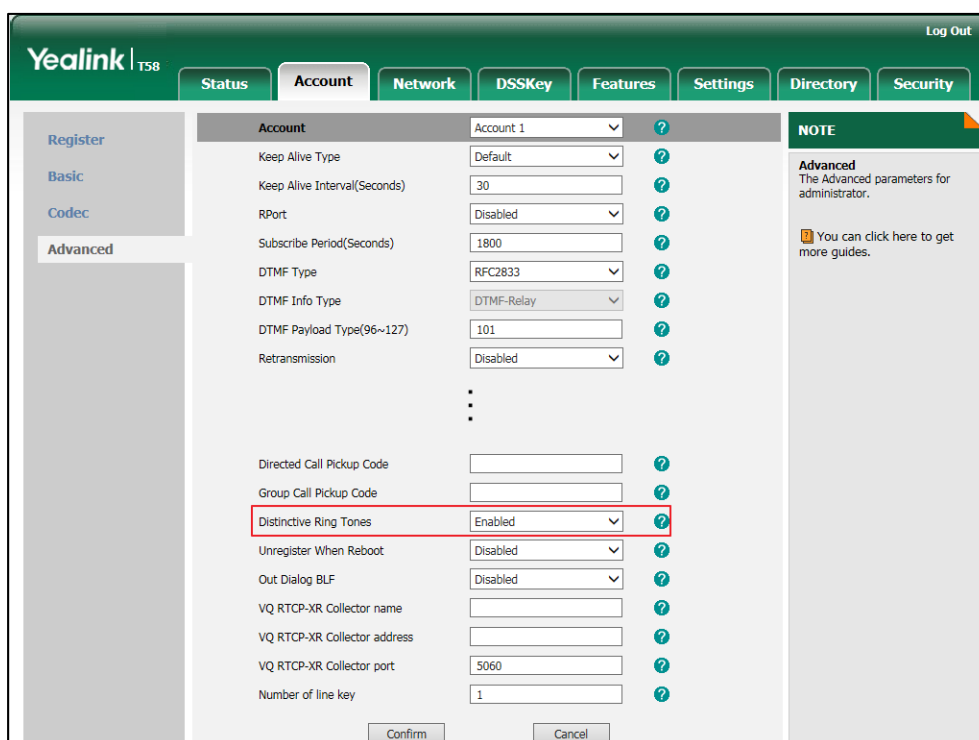 Log Out
Yealink T58
Status Account Network DSSKey Features Settings Directory Security
Register
Basic
Codec
Advanced
Account Account 1 ?
Keep Alive Type Default ?
Keep Alive Interval(Seconds) 30 ?
RPort Disabled ?
Subscribe Period(Seconds) 1800 ?
DTMF Type RFC2833 ?
DTMF Info Type DTMF-Relay ?
DTMF Payload Type(96~127) 101 ?
Retransmission Disabled ?
Directed Call Pickup Code ?
Group Call Pickup Code ?
Distinctive Ring Tones Enabled ?
Unregister When Reboot Disabled ?
Out Dialog BLF Disabled ?
VQ RTCP-XR Collector name ?
VQ RTCP-XR Collector address ?
VQ RTCP-XR Collector port 5060 ?
Number of line key 1 ?
Confirm Cancel
NOTE
Advanced
The Advanced parameters for
administrator.
? You can click here to get
more guides.